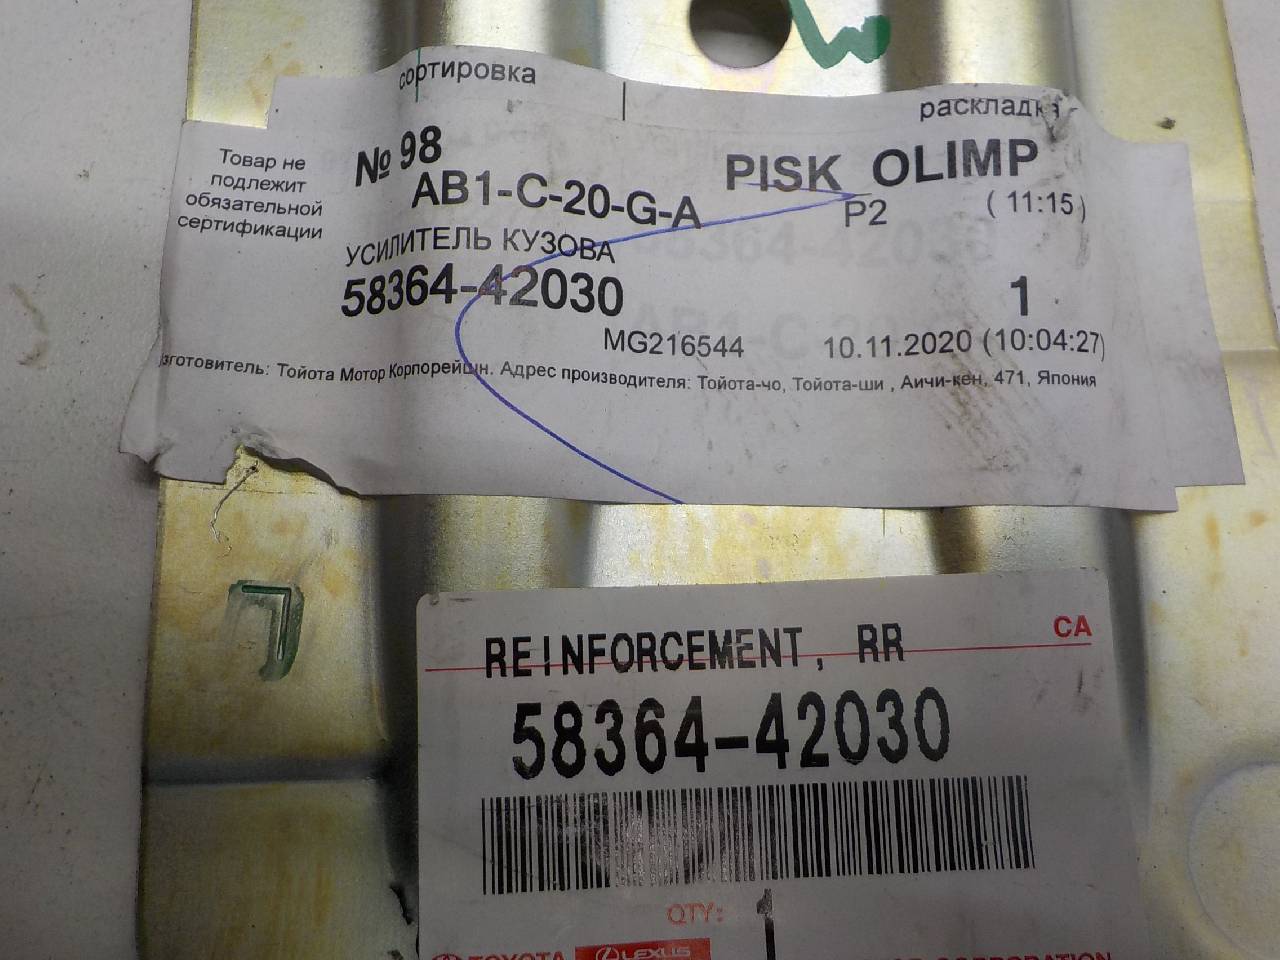 сортировка
раскладка
Товар не
подлежит
обязательной
сертификации
№ 98
PISK OLIMP
AB1-C-20-G-A
P2 (11:15)
УСИЛИТЕЛЬ КУЗОВА
58364-42030
1
MG216544 10.11.2020 (10:04:27)
зготовитель: Тойота Мотор Корпорейшн. Адрес производителя: Тойота-чо, Тойота-ши , Аичи-кен, 471, Япония
REINFORCEMENT, RR
CA
58364-42030
QTY: 1
TOYOTA LEXUS CORPORATION